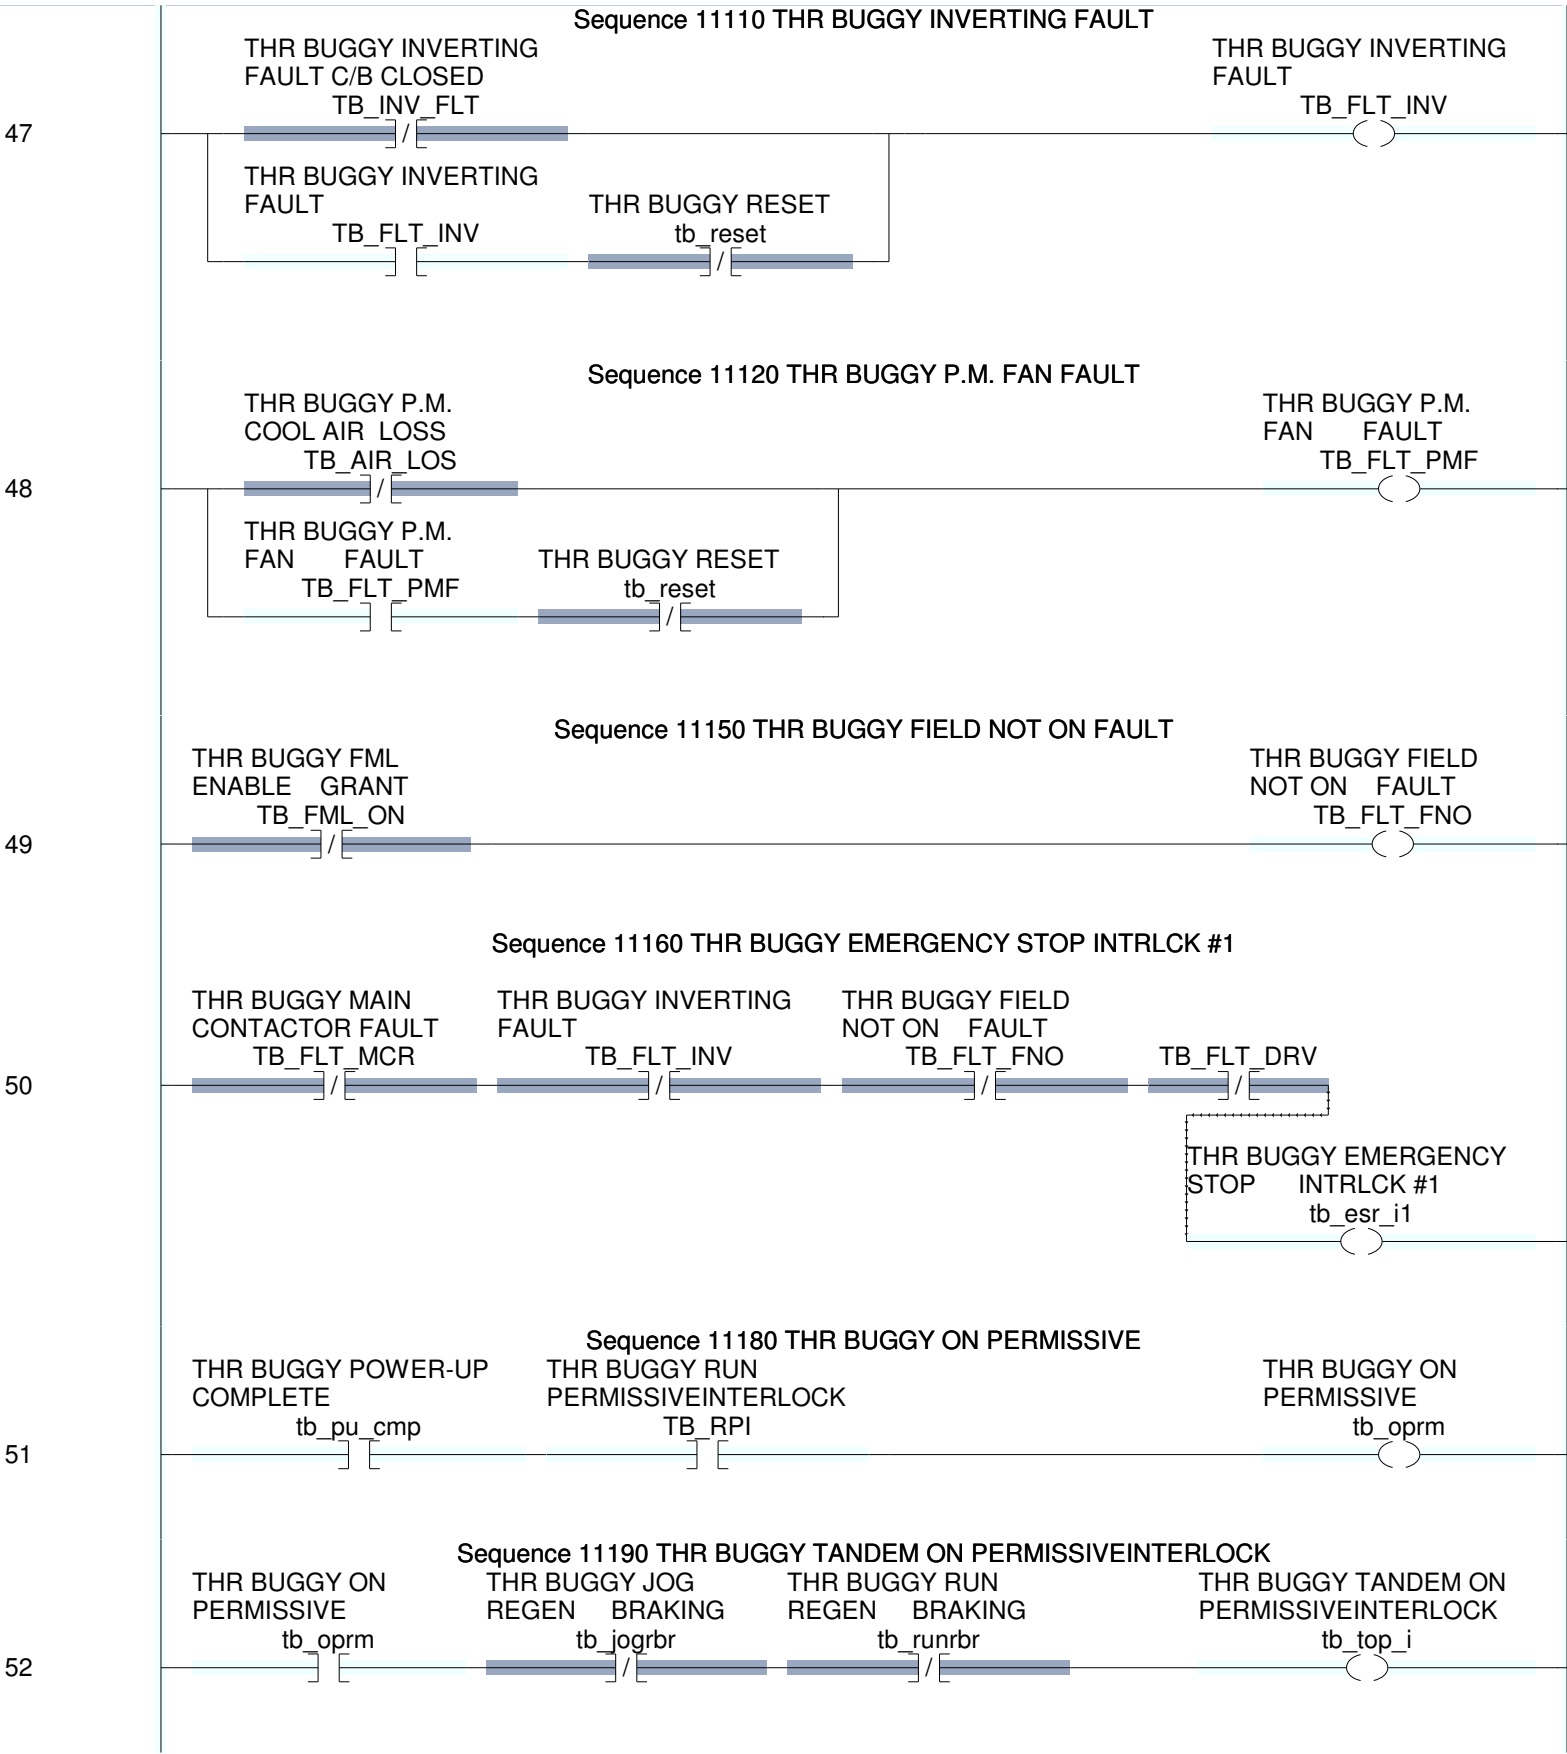 Sequence 11110 THR BUGGY INVERTING FAULT
THR BUGGY INVERTING
FAULT C/B CLOSED
TB_INV_FLT
THR BUGGY INVERTING
FAULT
TB_FLT_INV
47
THR BUGGY INVERTING
FAULT
TB_FLT_INV
THR BUGGY RESET
tb_reset
Sequence 11120 THR BUGGY P.M. FAN FAULT
THR BUGGY P.M.
COOL AIR LOSS
TB_AIR_LOS
THR BUGGY P.M.
FAN FAULT
TB_FLT_PMF
48
THR BUGGY P.M.
FAN FAULT
TB_FLT_PMF
THR BUGGY RESET
tb_reset
Sequence 11150 THR BUGGY FIELD NOT ON FAULT
THR BUGGY FML
ENABLE GRANT
TB_FML_ON
THR BUGGY FIELD
NOT ON FAULT
TB_FLT_FNO
49
Sequence 11160 THR BUGGY EMERGENCY STOP INTRLCK #1
THR BUGGY MAIN
CONTACTOR FAULT
TB_FLT_MCR
THR BUGGY INVERTING
FAULT
TB_FLT_INV
THR BUGGY FIELD
NOT ON FAULT
TB_FLT_FNO
TB_FLT_DRV
50
THR BUGGY EMERGENCY
STOP INTRLCK #1
tb_esr_i1
Sequence 11180 THR BUGGY ON PERMISSIVE
THR BUGGY POWER-UP
COMPLETE
tb_pu_cmp
THR BUGGY RUN
PERMISSIVEINTERLOCK
TB_RPI
THR BUGGY ON
PERMISSIVE
tb_oprm
51
Sequence 11190 THR BUGGY TANDEM ON PERMISSIVEINTERLOCK
THR BUGGY ON
PERMISSIVE
tb_oprm
THR BUGGY JOG
REGEN BRAKING
tb_jogrbr
THR BUGGY RUN
REGEN BRAKING
tb_runrbr
THR BUGGY TANDEM ON
PERMISSIVEINTERLOCK
tb_top_i
52